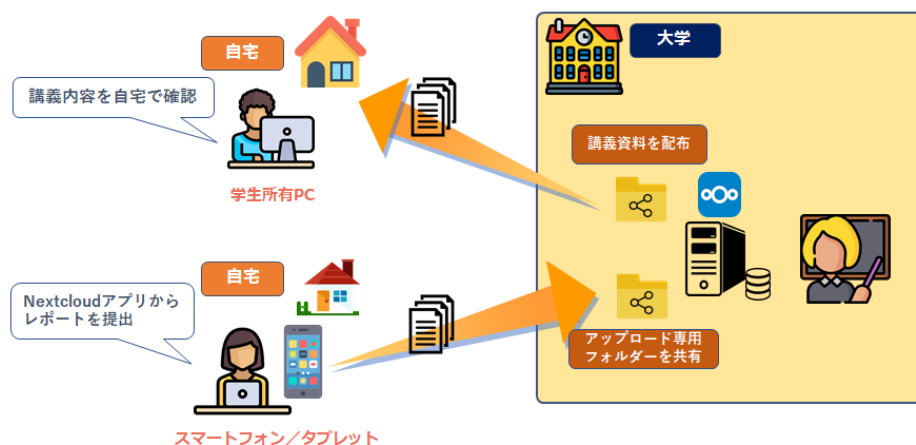 自宅
大学
講義内容を自宅で確認
講義資料を配布
学生所有PC
自宅
Nextcloudアプリから
レポートを提出
アップロード専用
フォルダーを共有
スマートフォン／タブレット